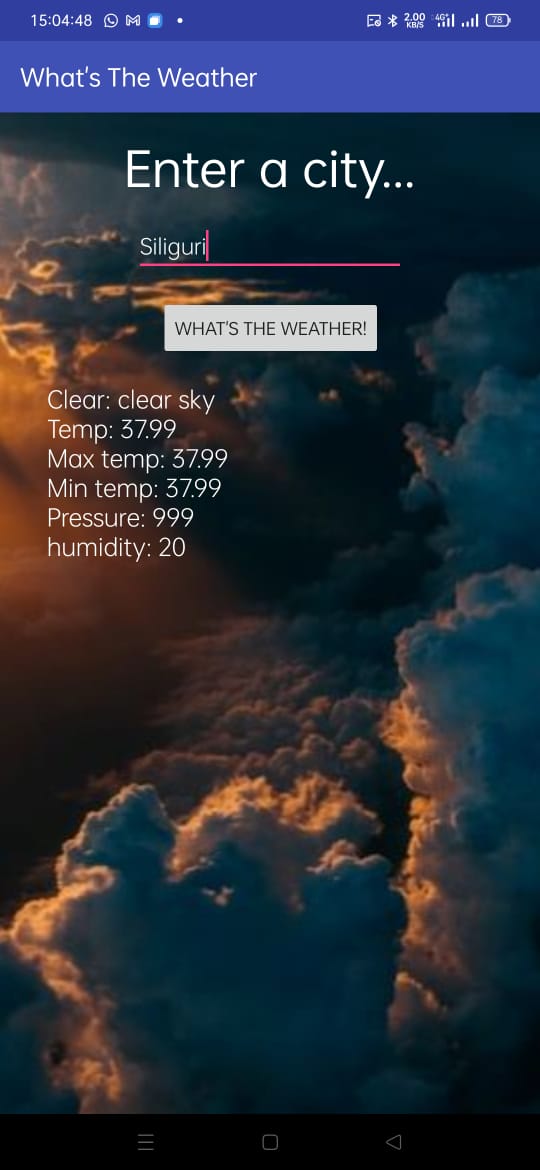 15:04:48 2.00 KB/S 4G+ 78
What's The Weather
Enter a city...
Siliguri
WHAT'S THE WEATHER!
Clear: clear sky
Temp: 37.99
Max temp: 37.99
Min temp: 37.99
Pressure: 999
humidity: 20